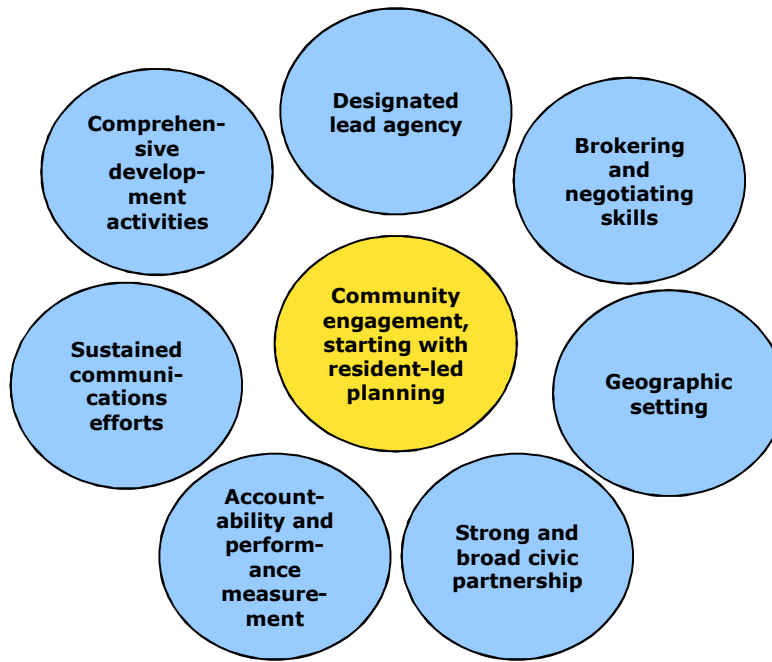 Designated
lead agency
Brokering
and
negotiating
skills
Geographic
setting
Strong and
broad civic
partnership
Account-
ability and
perform-
ance
measure-
ment
Sustained
communi-
cations
efforts
Comprehen-
sive
develop-
ment
activities
Community
engagement,
starting with
resident-led
planning